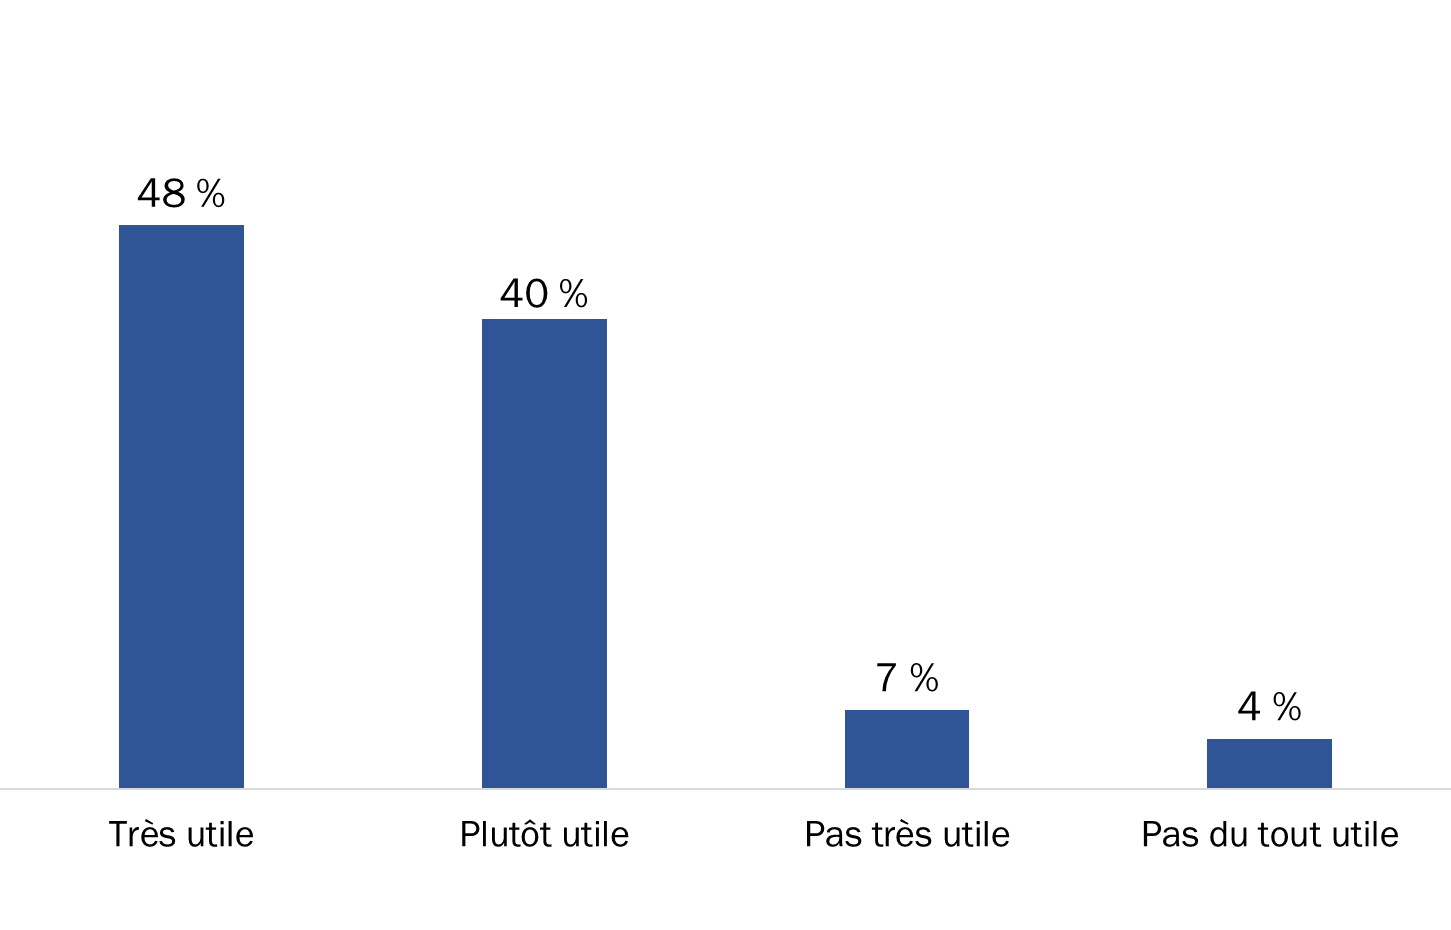 48 %
40 %
7 %
4 %
Très utile
Plutôt utile
Pas très utile
Pas du tout utile